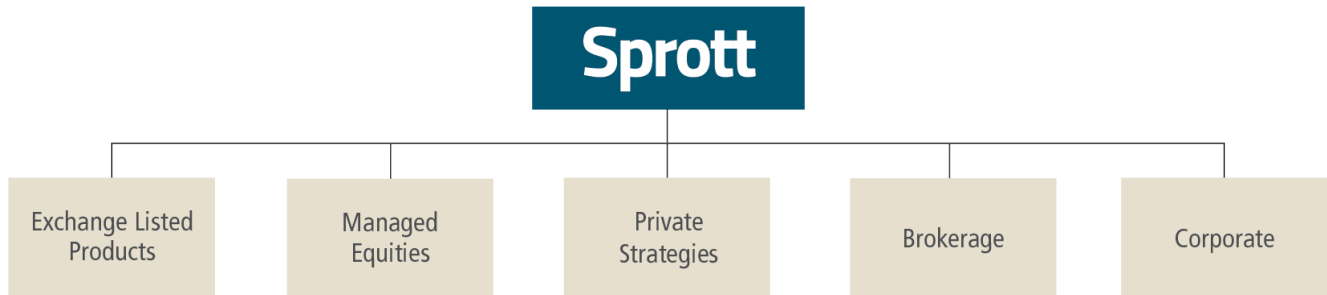 Sprott
Exchange Listed
Products
Managed
Equities
Private
Strategies
Brokerage
Corporate